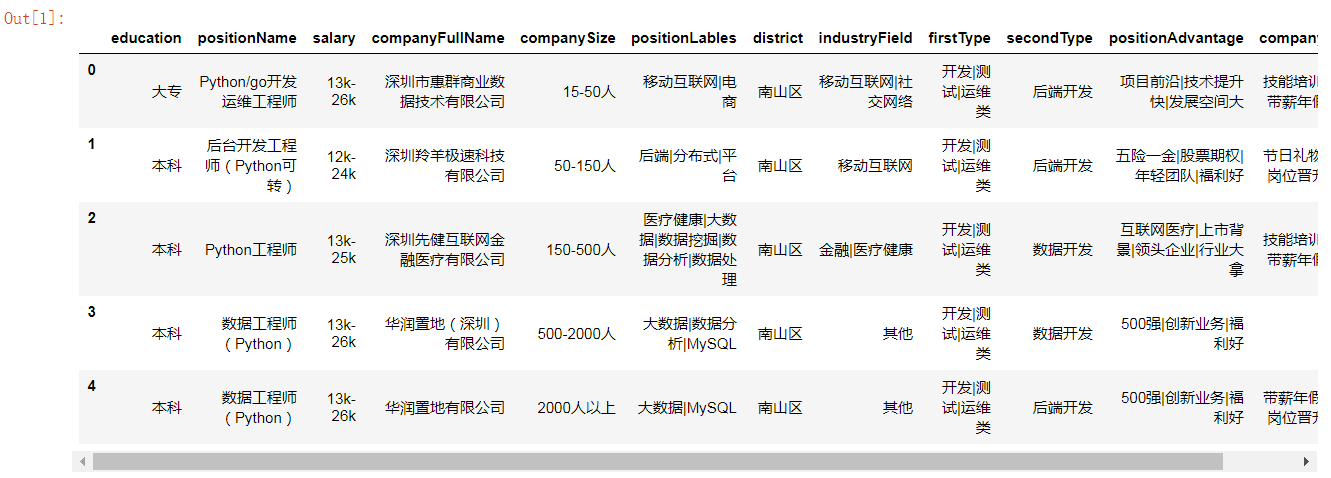 Out[1]:
education positionName salary companyFullName companySize positionLables district industryField firstType secondType positionAdvantage company
0 大专 Python/go开发运维工程师 13k-26k 深圳市惠群商业数据技术有限公司 15-50人 移动互联网|电商 南山区 移动互联网|社交网络 开发|测试|运维类 后端开发 项目前沿|技术提升快|发展空间大 技能培训 带薪年假
1 本科 后台开发工程师（Python可转） 12k-24k 深圳羚羊极速科技有限公司 50-150人 后端|分布式|平台 南山区 移动互联网 开发|测试|运维类 后端开发 五险一金|股票期权|年轻团队|福利好 节日礼物 岗位晋升
2 本科 Python工程师 13k-25k 深圳先健互联网金融医疗有限公司 150-500人 医疗健康|大数据|数据挖掘|数据分析|数据处理 南山区 金融|医疗健康 开发|测试|运维类 数据开发 互联网医疗|上市背景|领头企业|行业大拿 技能培训 带薪年假
3 本科 数据工程师（Python） 13k-26k 华润置地（深圳）有限公司 500-2000人 大数据|数据分析|MySQL 南山区 其他 开发|测试|运维类 数据开发 500强|创新业务|福利好
4 本科 数据工程师（Python） 13k-26k 华润置地有限公司 2000人以上 大数据|MySQL 南山区 其他 开发|测试|运维类 后端开发 500强|创新业务|福利好 带薪年假 岗位晋升